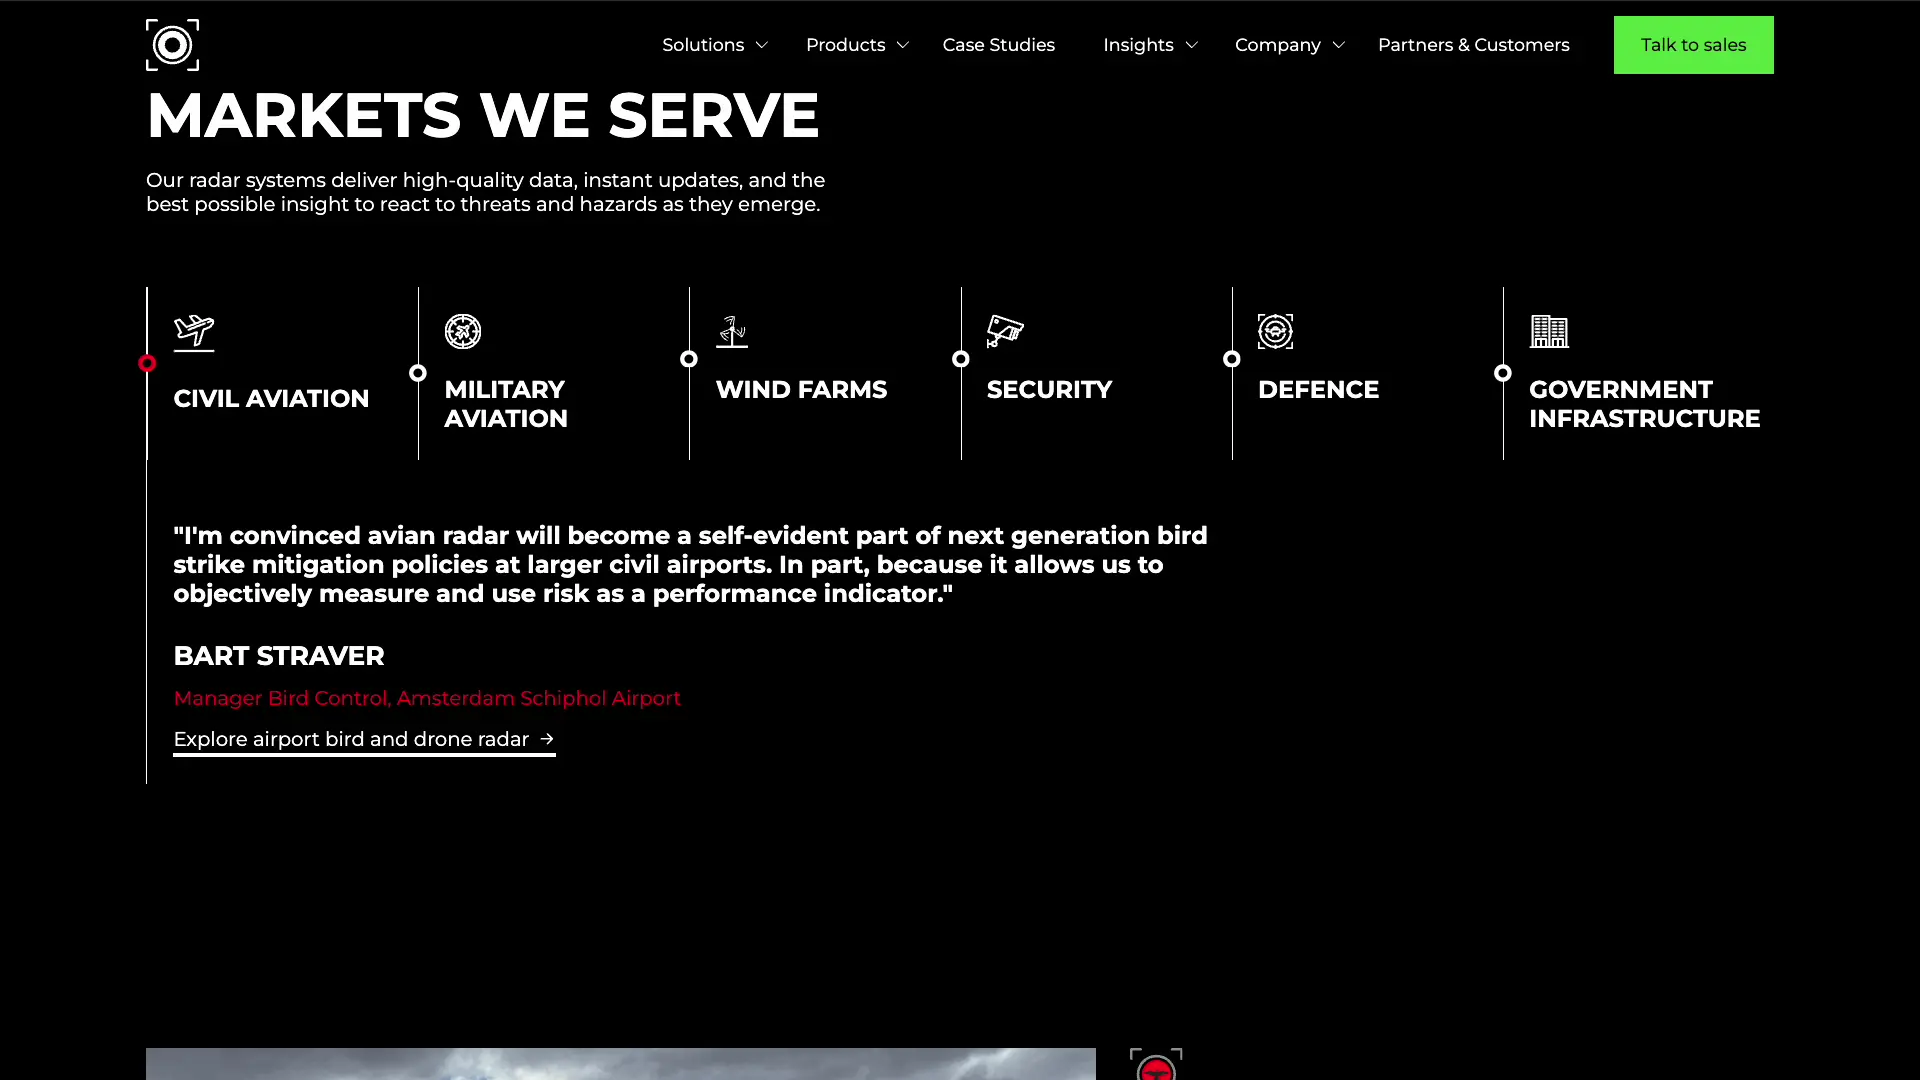 Solutions
Products
Case Studies
Insights
Company
Partners & Customers
Talk to sales
MARKETS WE SERVE
Our radar systems deliver high-quality data, instant updates, and the
best possible insight to react to threats and hazards as they emerge.
CIVIL AVIATION
MILITARY
AVIATION
WIND FARMS
SECURITY
DEFENCE
GOVERNMENT
INFRASTRUCTURE
"I'm convinced avian radar will become a self-evident part of next generation bird
strike mitigation policies at larger civil airports. In part, because it allows us to
objectively measure and use risk as a performance indicator."
BART STRAVER
Manager Bird Control, Amsterdam Schiphol Airport
Explore airport bird and drone radar →